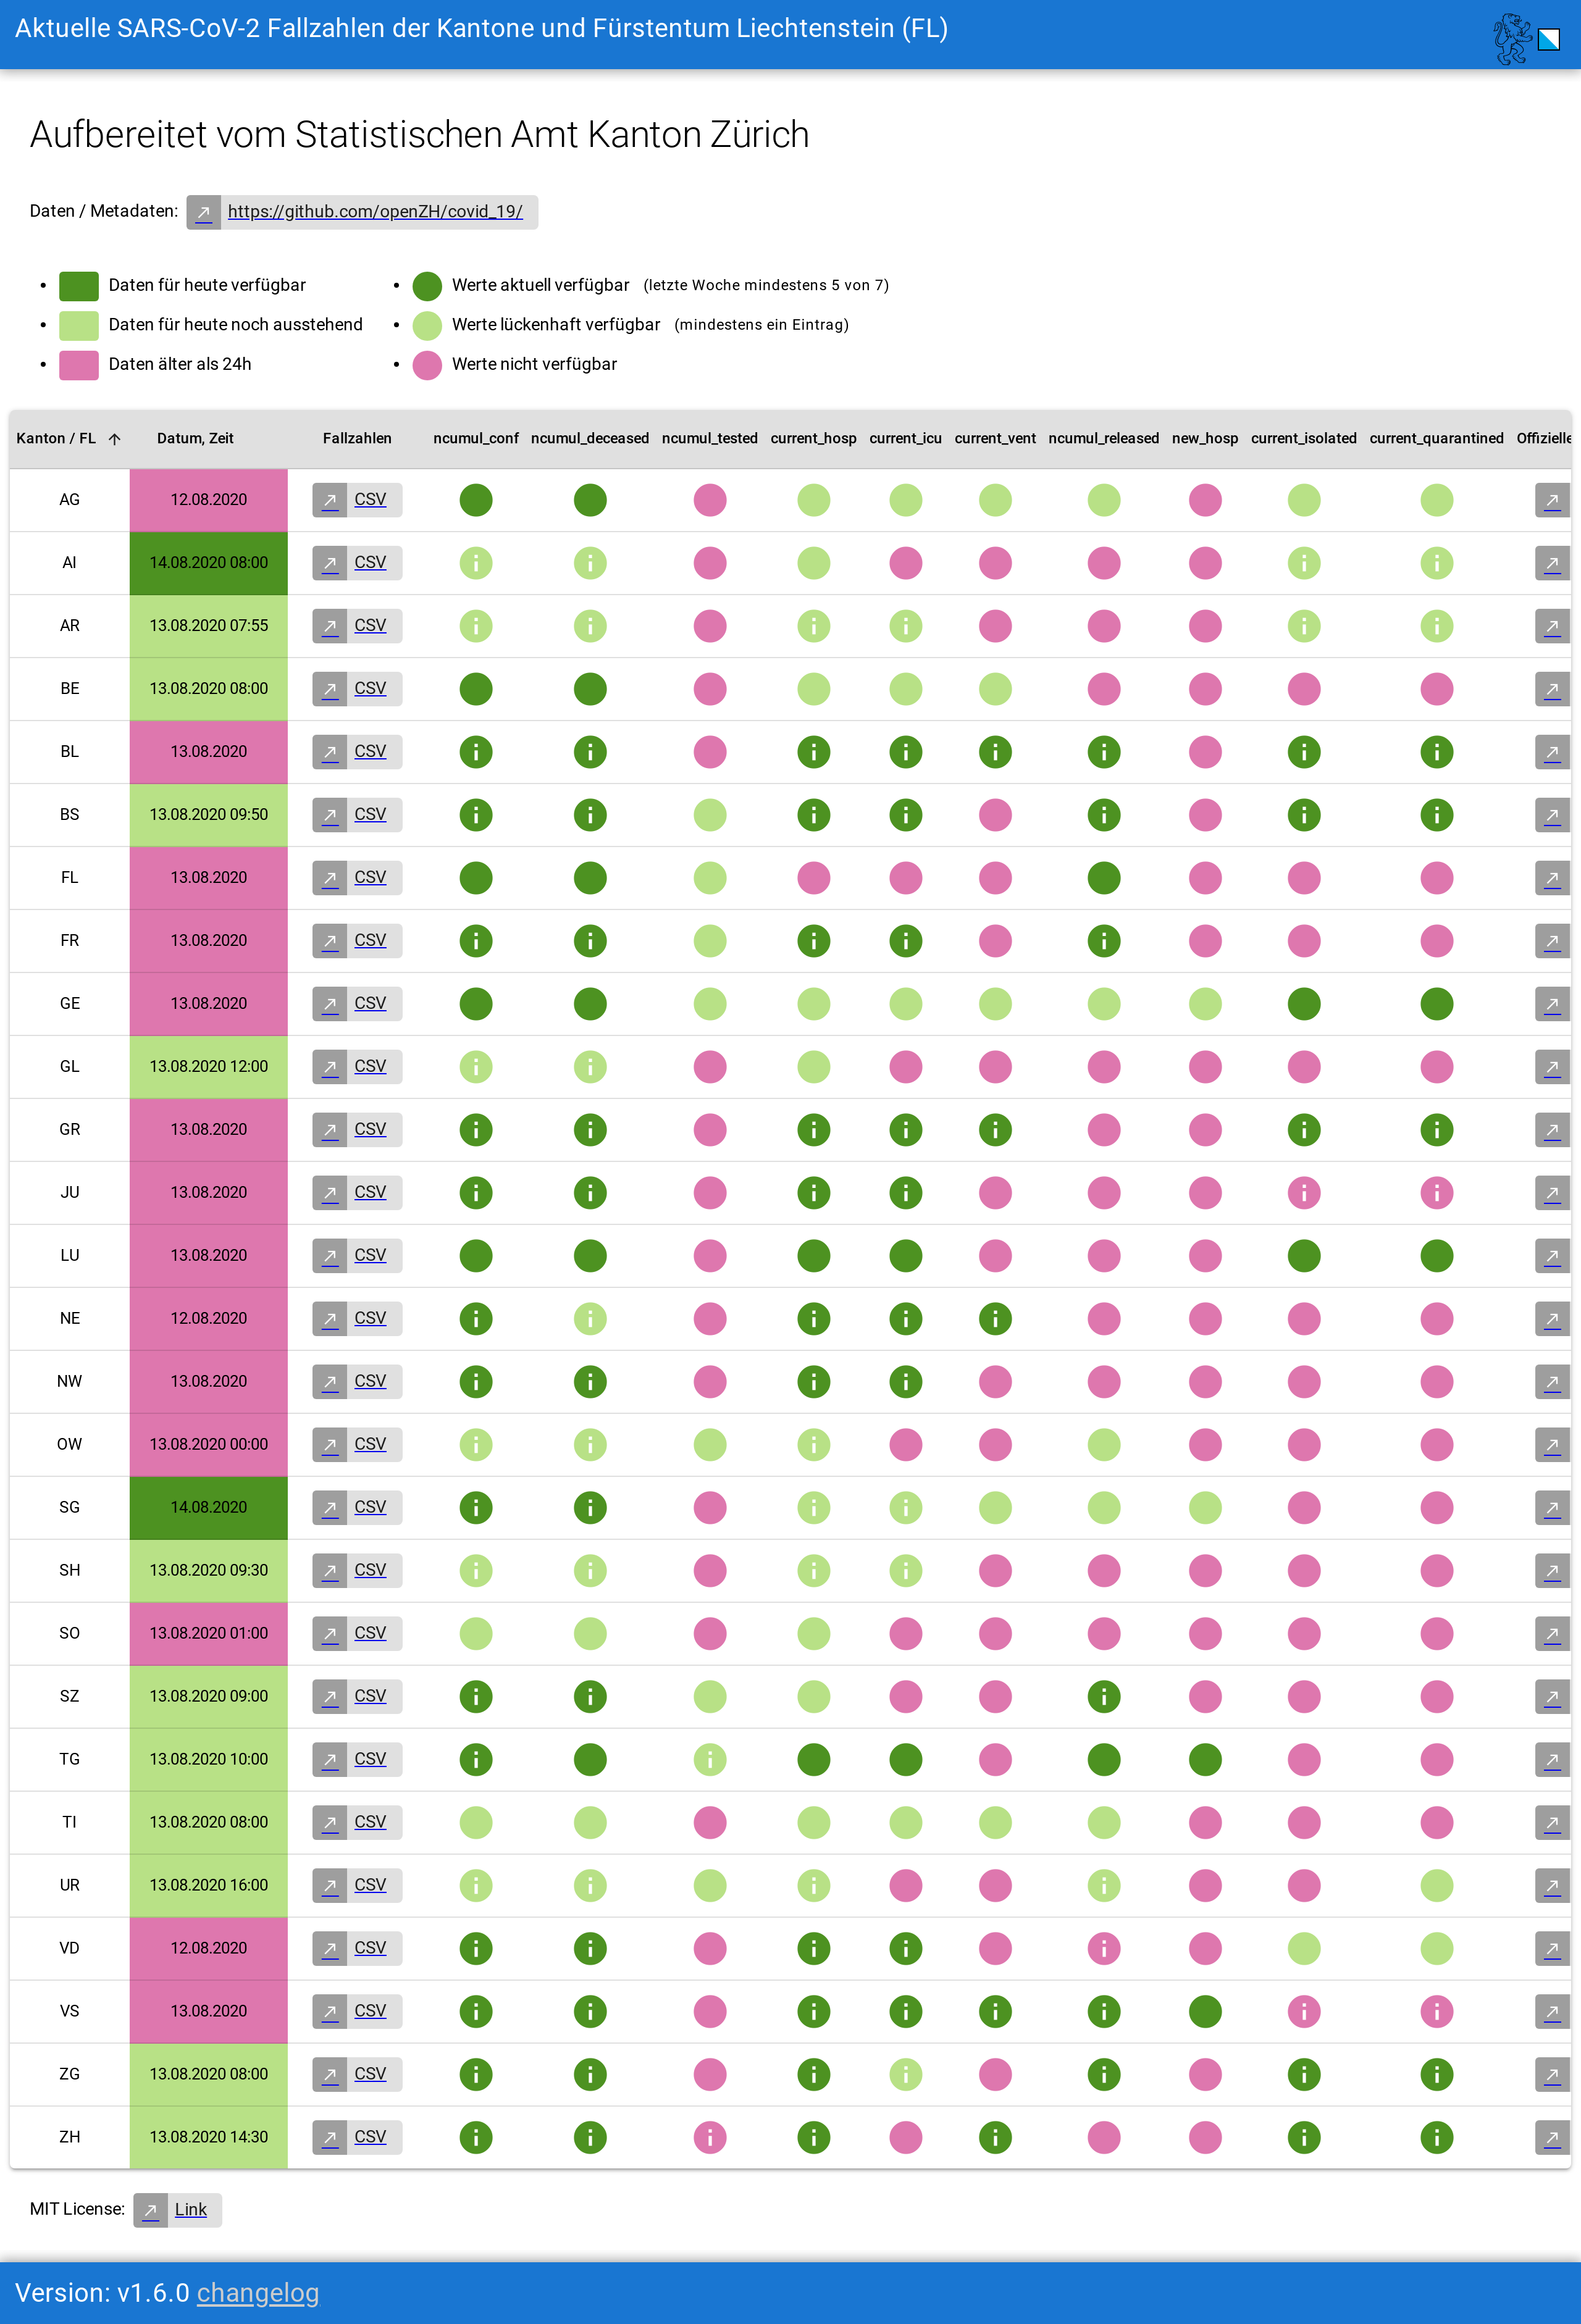 Aktuelle SARS-CoV-2 Fallzahlen der Kantone und Fürstentum Liechtenstein (FL)
Aufbereitet vom Statistischen Amt Kanton Zürich
Daten / Metadaten: https://github.com/openZH/covid_19/
Daten für heute verfügbar
Daten für heute noch ausstehend
Daten älter als 24h
Werte aktuell verfügbar (letzte Woche mindestens 5 von 7)
Werte lückenhaft verfügbar (mindestens ein Eintrag)
Werte nicht verfügbar
Kanton / FL Datum, Zeit Fallzahlen ncumul_conf ncumul_deceased ncumul_tested current_hosp current_icu current_vent ncumul_released new_hosp current_isolated current_quarantined Offizielle
AG 12.08.2020 CSV
AI 14.08.2020 08:00 CSV
AR 13.08.2020 07:55 CSV
BE 13.08.2020 08:00 CSV
BL 13.08.2020 CSV
BS 13.08.2020 09:50 CSV
FL 13.08.2020 CSV
FR 13.08.2020 CSV
GE 13.08.2020 CSV
GL 13.08.2020 12:00 CSV
GR 13.08.2020 CSV
JU 13.08.2020 CSV
LU 13.08.2020 CSV
NE 12.08.2020 CSV
NW 13.08.2020 CSV
OW 13.08.2020 00:00 CSV
SG 14.08.2020 CSV
SH 13.08.2020 09:30 CSV
SO 13.08.2020 01:00 CSV
SZ 13.08.2020 09:00 CSV
TG 13.08.2020 10:00 CSV
TI 13.08.2020 08:00 CSV
UR 13.08.2020 16:00 CSV
VD 12.08.2020 CSV
VS 13.08.2020 CSV
ZG 13.08.2020 08:00 CSV
ZH 13.08.2020 14:30 CSV
MIT License: Link
Version: v1.6.0 changelog